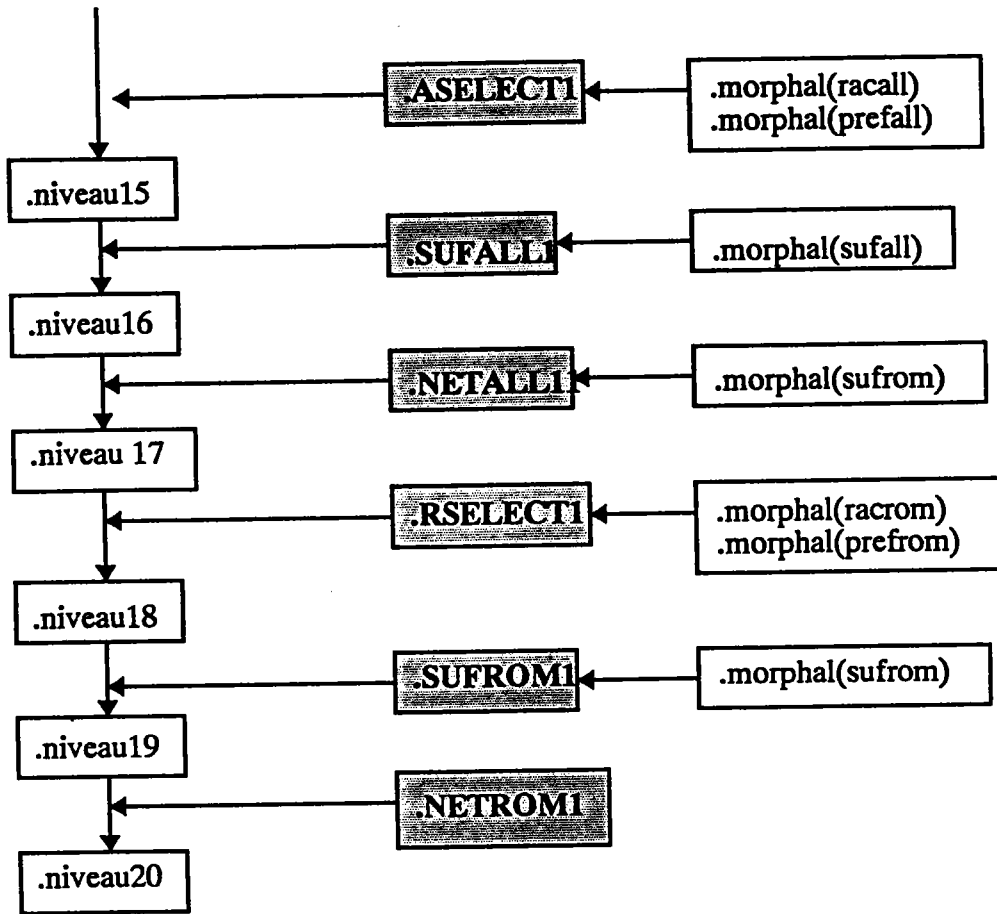 .ASELECT1
.morphal(racall)
.morphal(prefall)
.niveau15
.SUFALL1
.morphal(sufall)
.niveau16
.NETALL11
.morphal(sufrom)
.niveau 17
.RSELECT1
.morphal(racrom)
.morphal(prefrom)
.niveau18
.SUFROM1
.morphal(sufrom)
.niveau19
.NETROM1
.niveau20